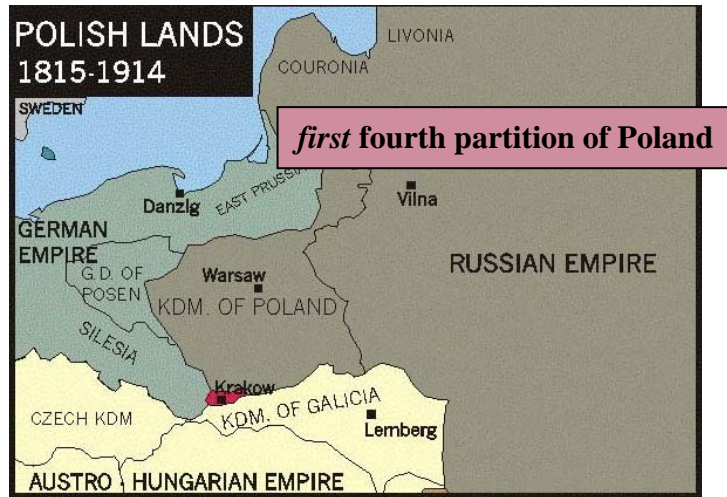 POLISH LANDS
1815-1914
LIVONIA
COURONIA
SWEDEN
first fourth partition of Poland
EAST PRUSSIA
Danzig
Vilna
GERMAN
EMPIRE
G.D. OF
POSEN
Warsaw
RUSSIAN EMPIRE
KDM. OF POLAND
SILESIA
Krakow
KDM. OF GALICIA
CZECH KDM
Lemberg
AUSTRO - HUNGARIAN EMPIRE